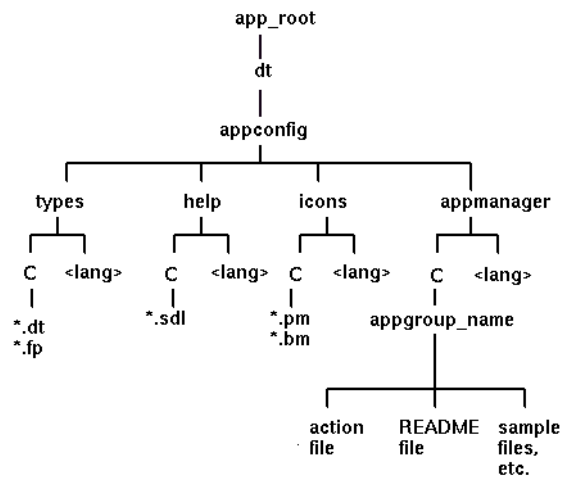 app_root
dt
appconfig
types help icons appmanager
C <lang> C <lang> C <lang> C <lang>
*.dt *.sdl *.pm appgroup_name
*.fp *.bm
action README sample
file file files,
etc.